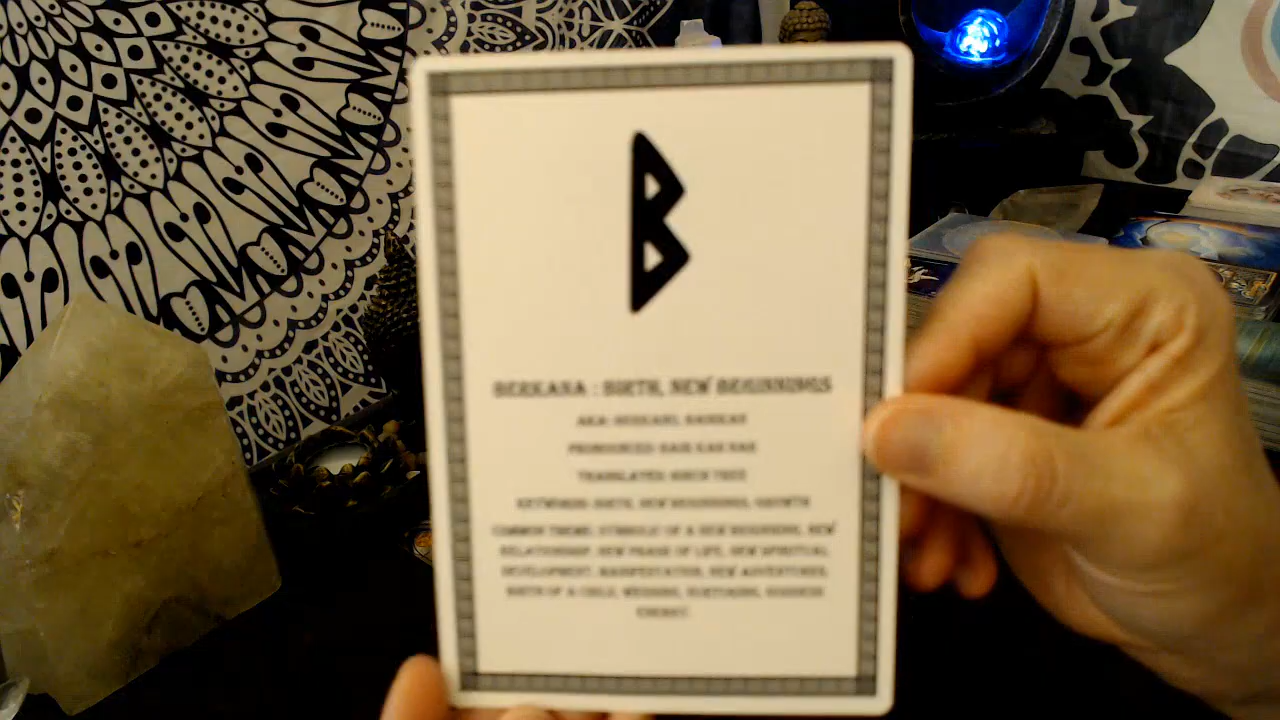 BERKANA : BIRTH, NEW BEGINNINGS
AKA: BERKANO,
PRONOUNCED: BAIR KAH NAH
TRANSLATED: BIRCH TREE
KEYWORDS: BIRTH, NEW BEGINNINGS, GROWTH
COMMON THEME: SYMBOLIC OF A NEW BEGINNING, NEW
RELATIONSHIP, NEW PHASE OF LIFE, NEW SPIRITUAL
DEVELOPMENT, MANIFESTATION, NEW ADVENTURES,
BIRTH OF A CHILD, WEDDING, NURTURING, GODDESS
ENERGY.